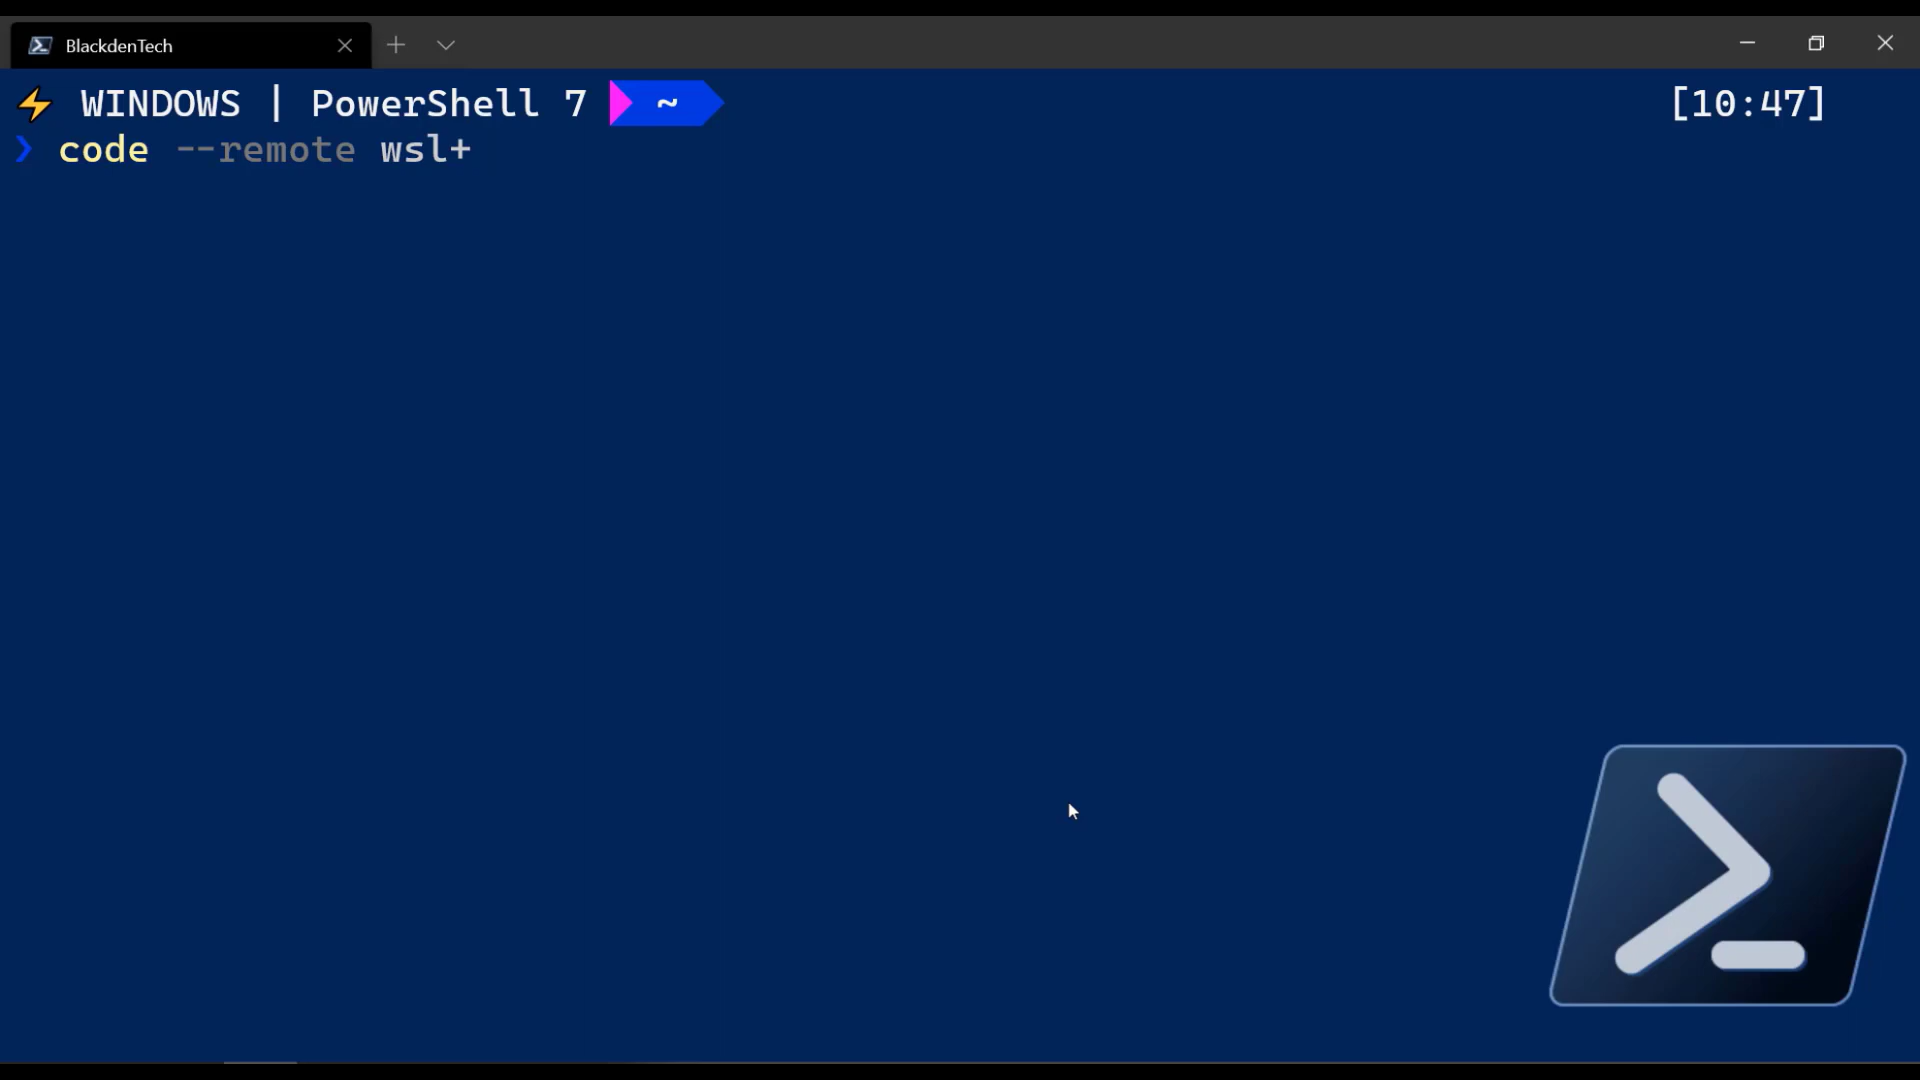 BlackdenTech
⚡ WINDOWS | PowerShell 7 ~ [10:47]
❯ code --remote wsl+